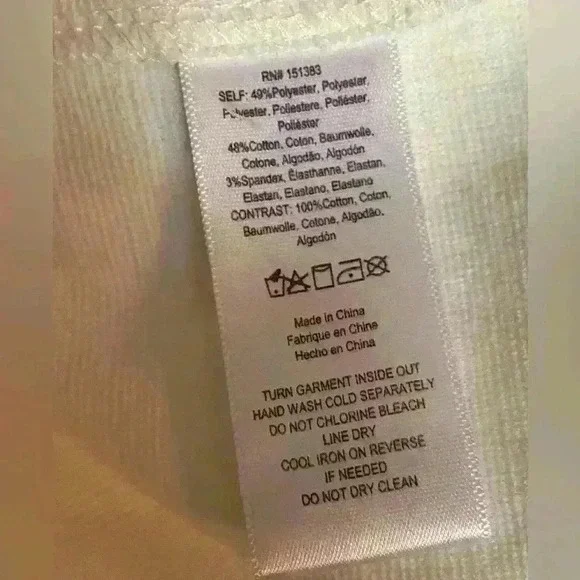 RN# 151383
SELF: 49%Polyester, Polyester,
Polyester, Poliestere, Poliéster,
Poliéster
48%Cotton, Coton, Baumwolle,
Cotone, Algodão, Algodón
3%Spandex, Élasthanne, Elastan,
Elastan, Elastano, Elastano
CONTRAST: 100%Cotton, Coton,
Baumwolle, Cotone, Algodão,
Algodón
Made in China
Fabrique en Chine
Hecho en China
TURN GARMENT INSIDE OUT
HAND WASH COLD SEPARATELY
DO NOT CHLORINE BLEACH
LINE DRY
COOL IRON ON REVERSE
IF NEEDED
DO NOT DRY CLEAN